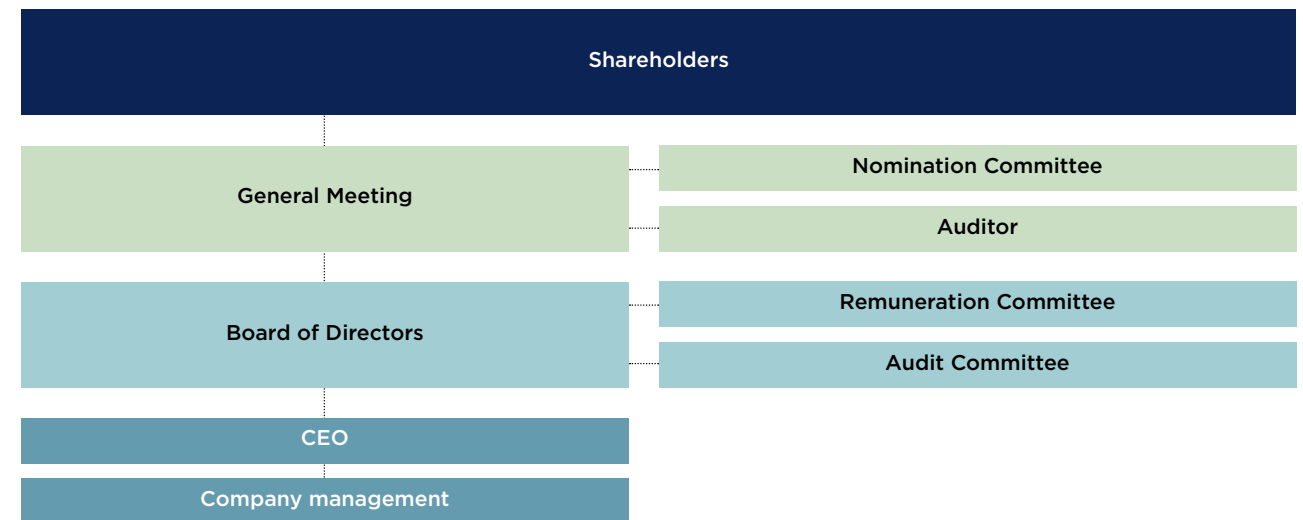 Shareholders
General Meeting
Nomination Committee
Auditor
Board of Directors
Remuneration Committee
Audit Committee
CEO
Company management